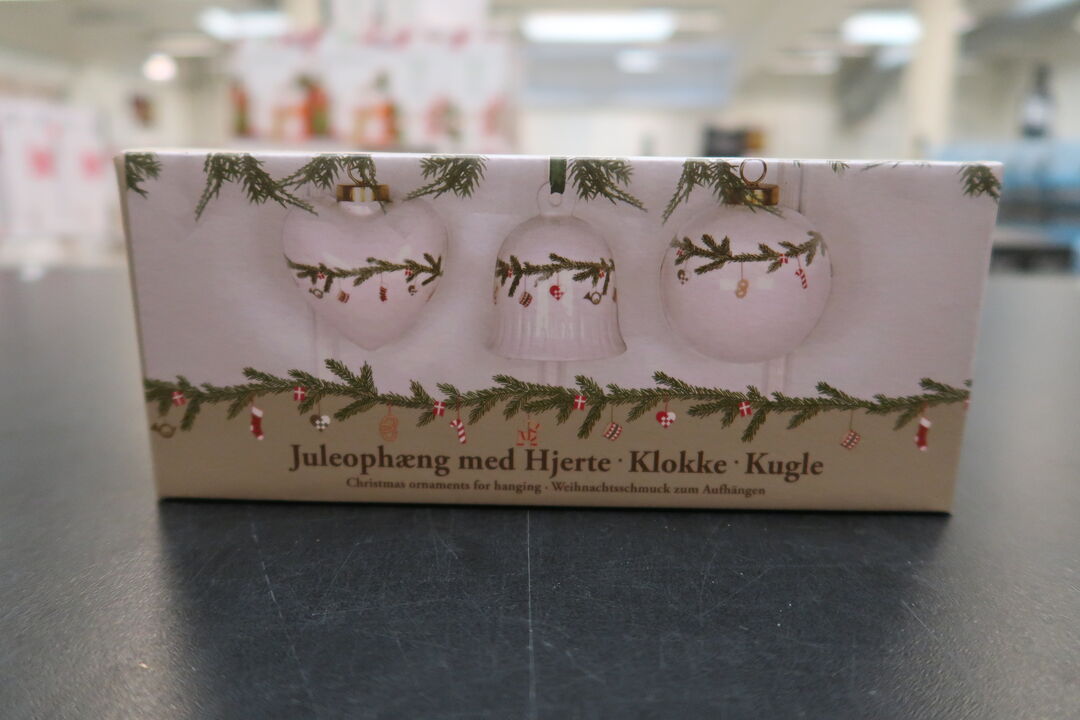 Juleophæng med Hjerte · Klokke · Kugle
Christmas ornaments for hanging · Weihnachtsschmuck zum Aufhängen